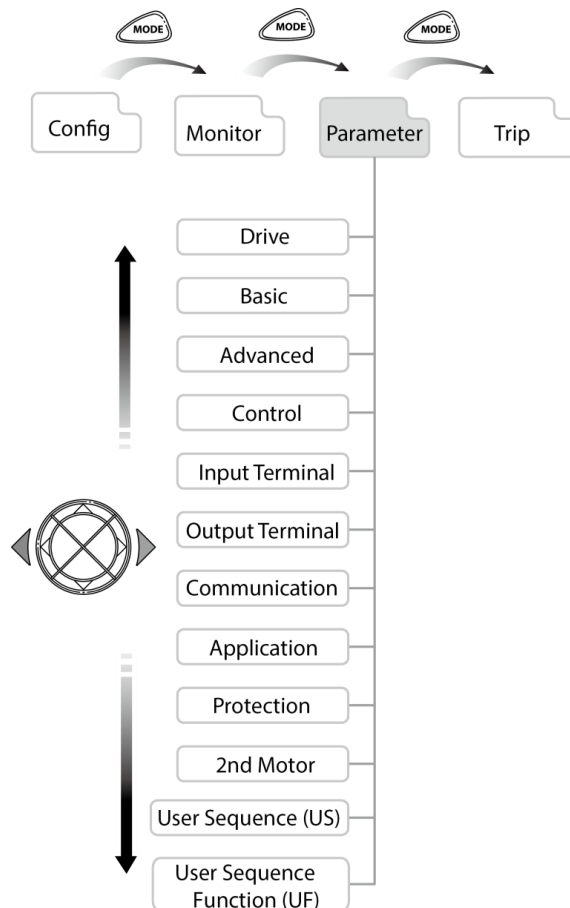 MODE MODE MODE
Config Monitor Parameter Trip
Drive
Basic
Advanced
Control
Input Terminal
Output Terminal
Communication
Application
Protection
2nd Motor
User Sequence (US)
User Sequence
Function (UF)